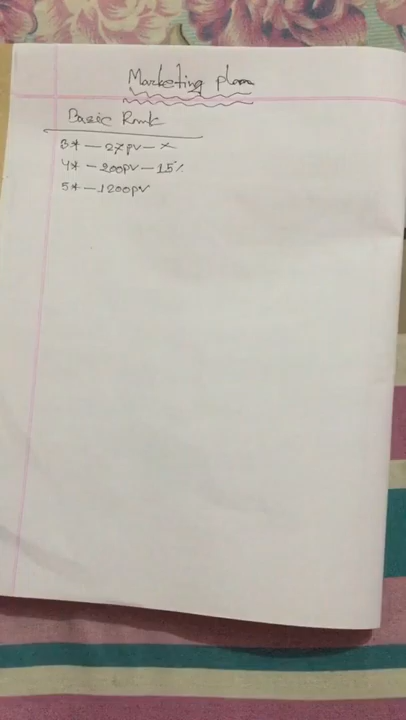 Marketing plan
Basic Rank
3* — 27pv — ×
4* — 200pv — 15%
5* — 1200pv